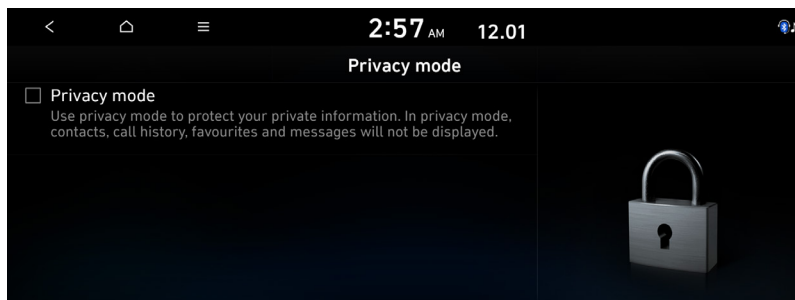 2:57 AM 12.01
Privacy mode
Privacy mode
Use privacy mode to protect your private information. In privacy mode,
contacts, call history, favourites and messages will not be displayed.